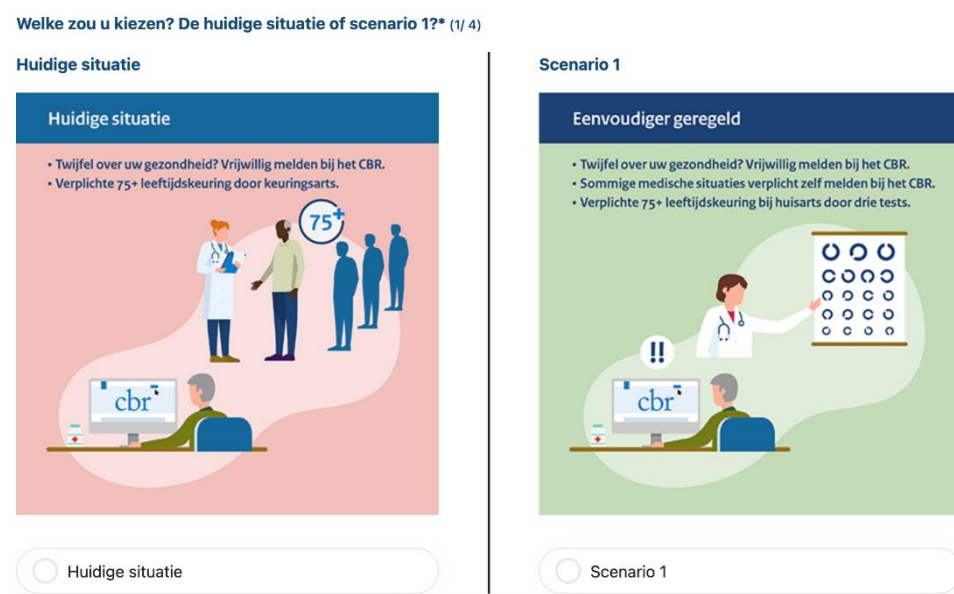 Welke zou u kiezen? De huidige situatie of scenario 1?* (1/ 4)
Huidige situatie
Huidige situatie
• Twijfel over uw gezondheid? Vrijwillig melden bij het CBR.
• Verplichte 75+ leeftijdskeuring door keuringsarts.
75+
cbr
Huidige situatie
Scenario 1
Eenvoudiger geregeld
• Twijfel over uw gezondheid? Vrijwillig melden bij het CBR.
• Sommige medische situaties verplicht zelf melden bij het CBR.
• Verplichte 75+ leeftijdskeuring bij huisarts door drie tests.
!!
cbr
Scenario 1